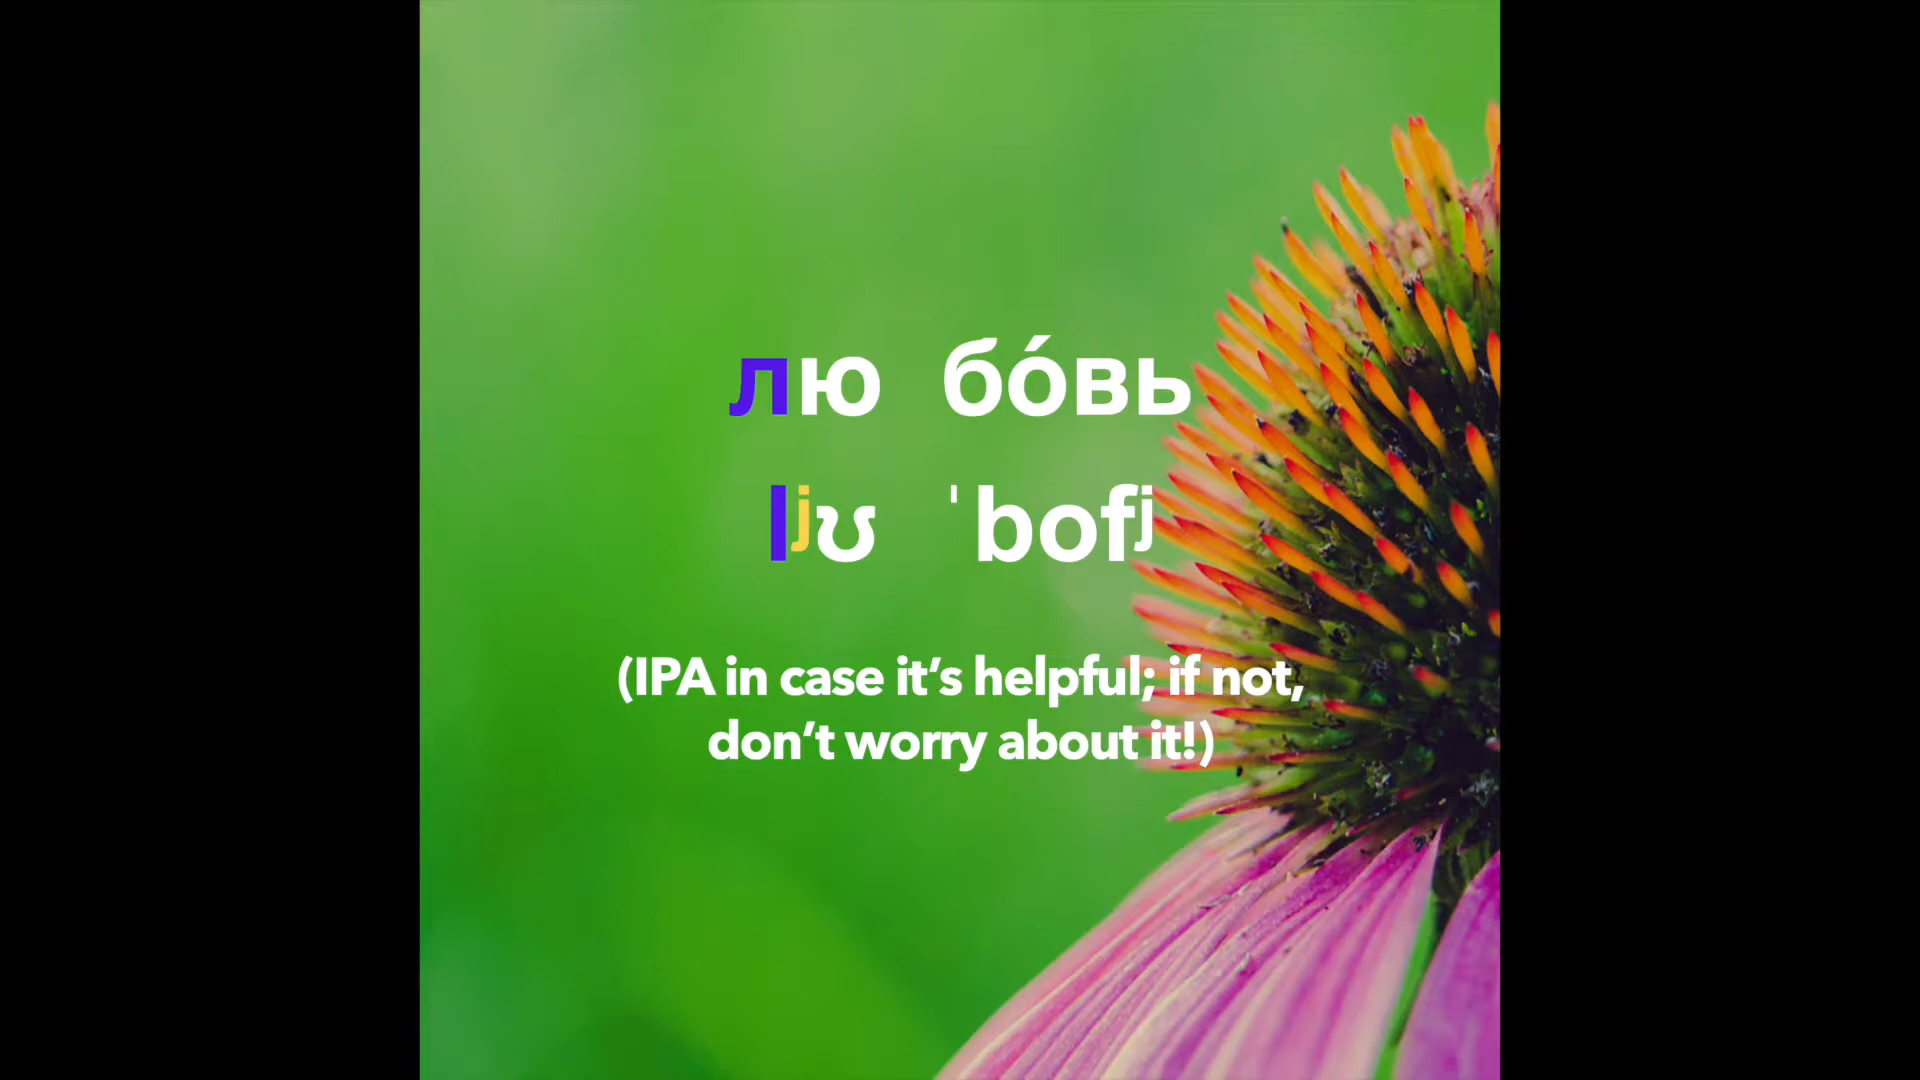 лю бо́вь
lʲʊ ˈbofʲ
(IPA in case it’s helpful; if not,
don’t worry about it!)